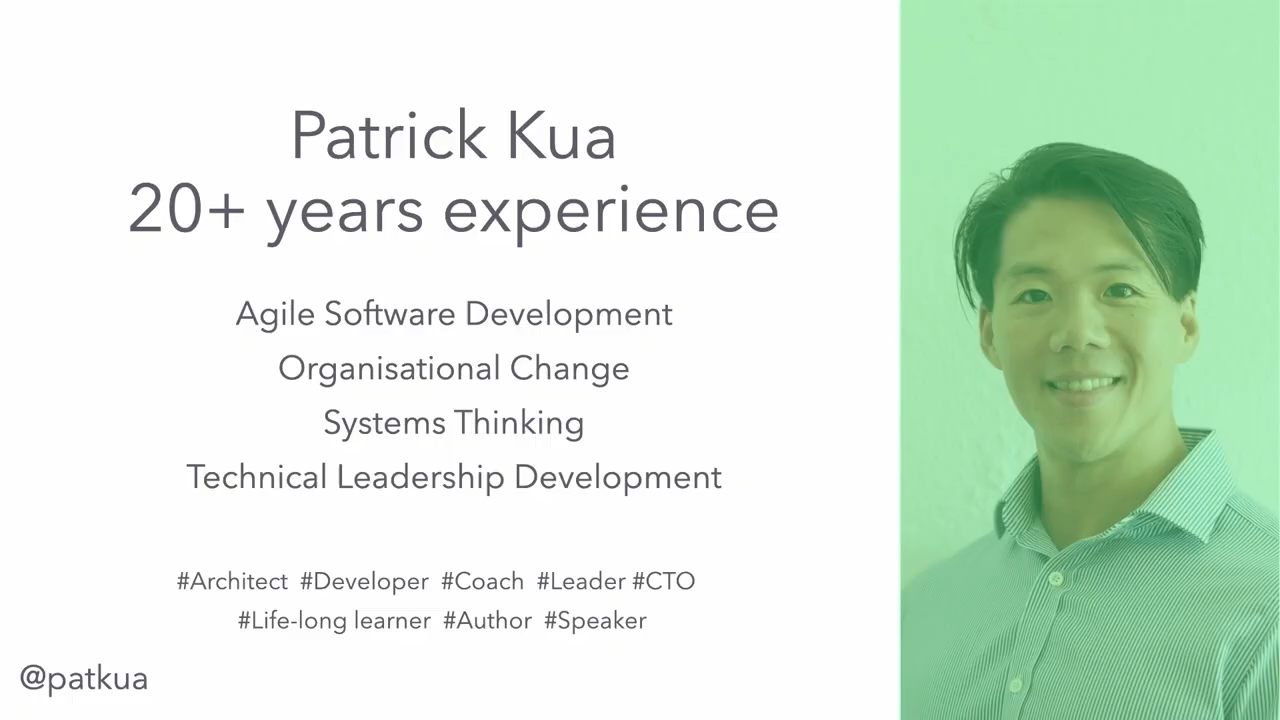 Patrick Kua
20+ years experience
Agile Software Development
Organisational Change
Systems Thinking
Technical Leadership Development
#Architect #Developer #Coach #Leader #CTO
#Life-long learner #Author #Speaker
@patkua